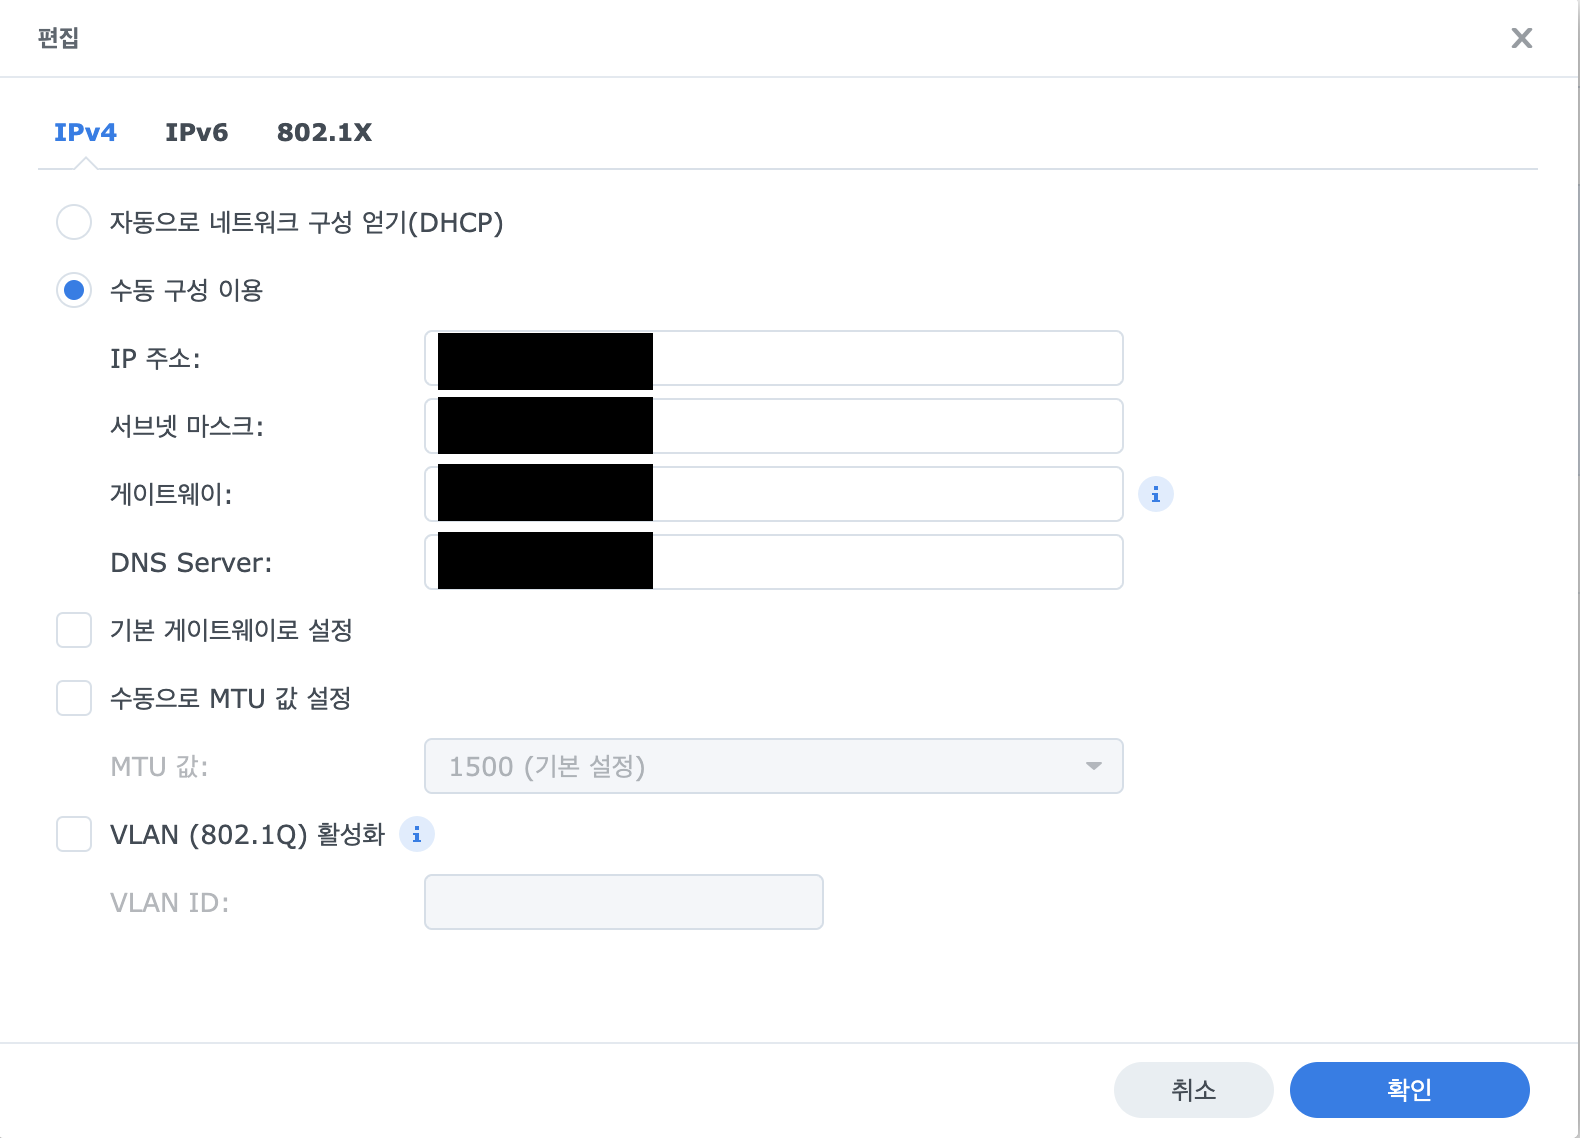 편집
IPv4 IPv6 802.1X
자동으로 네트워크 구성 얻기(DHCP)
수동 구성 이용
IP 주소:
서브넷 마스크:
게이트웨이:
DNS Server:
기본 게이트웨이로 설정
수동으로 MTU 값 설정
MTU 값: 1500 (기본 설정)
VLAN (802.1Q) 활성화
VLAN ID:
취소 확인